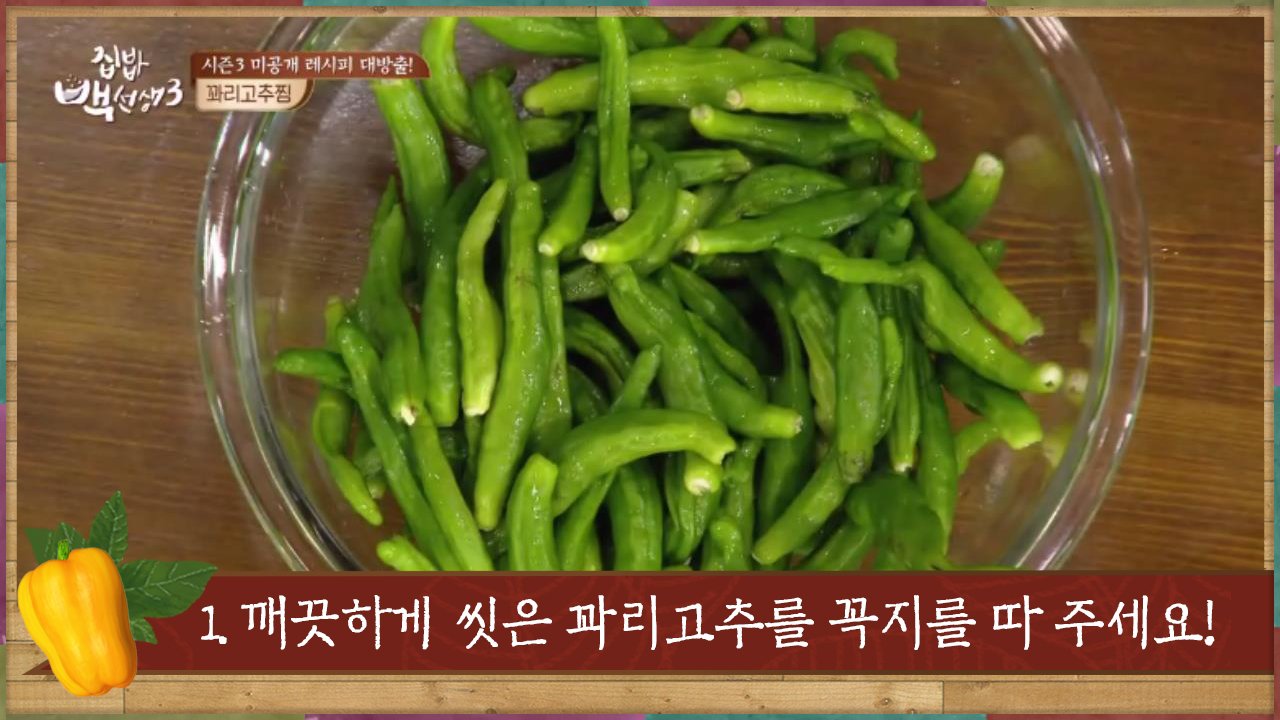 집밥
백선생3
시즌3 미공개 레시피 대방출!
꽈리고추찜
1. 깨끗하게 씻은 꽈리고추를 꼭지를 따 주세요!